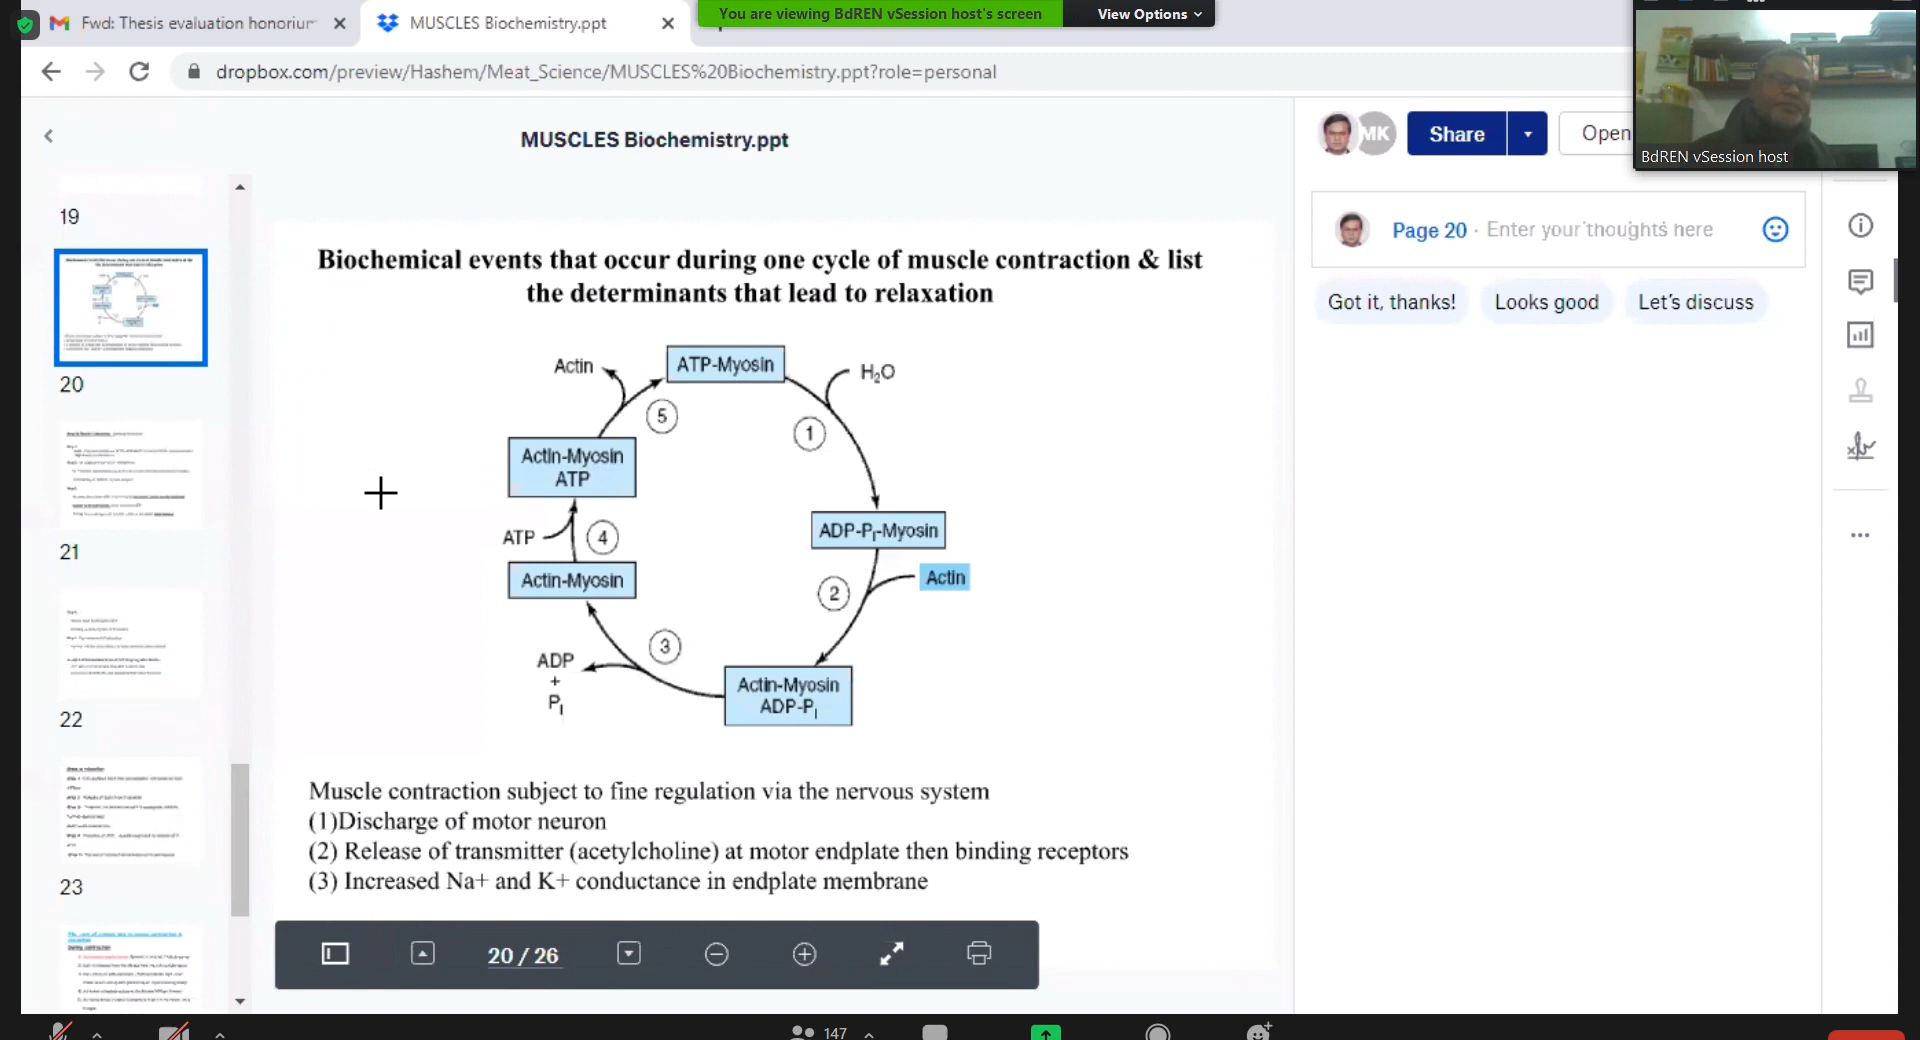 Fwd: Thesis evaluation honorium
MUSCLES Biochemistry.ppt
You are viewing BdREN vSession host's screen
View Options
dropbox.com/preview/Hashem/Meat_Science/MUSCLES%20Biochemistry.ppt?role=personal
MUSCLES Biochemistry.ppt
MK
Share
Open
BdREN vSession host
19
20
21
22
23
Biochemical events that occur during one cycle of muscle contraction & list
the determinants that lead to relaxation
Actin
ATP-Myosin
H₂O
5
1
Actin-Myosin
ATP
ATP
4
ADP-Pi-Myosin
Actin-Myosin
2
Actin
3
ADP
+
Pi
Actin-Myosin
ADP-Pi
Muscle contraction subject to fine regulation via the nervous system
(1)Discharge of motor neuron
(2) Release of transmitter (acetylcholine) at motor endplate then binding receptors
(3) Increased Na+ and K+ conductance in endplate membrane
20 / 26
Page 20 · Enter your thoughts here
Got it, thanks!
Looks good
Let's discuss
147